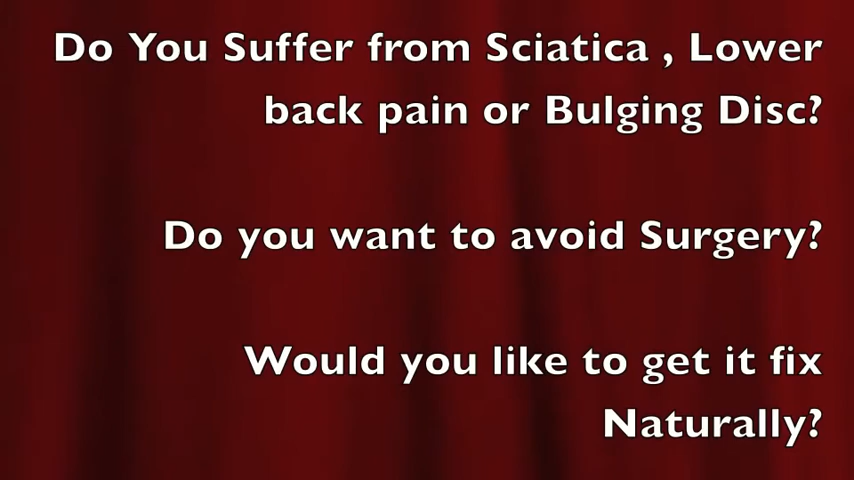 Do You Suffer from Sciatica , Lower
back pain or Bulging Disc?
Do you want to avoid Surgery?
Would you like to get it fix
Naturally?